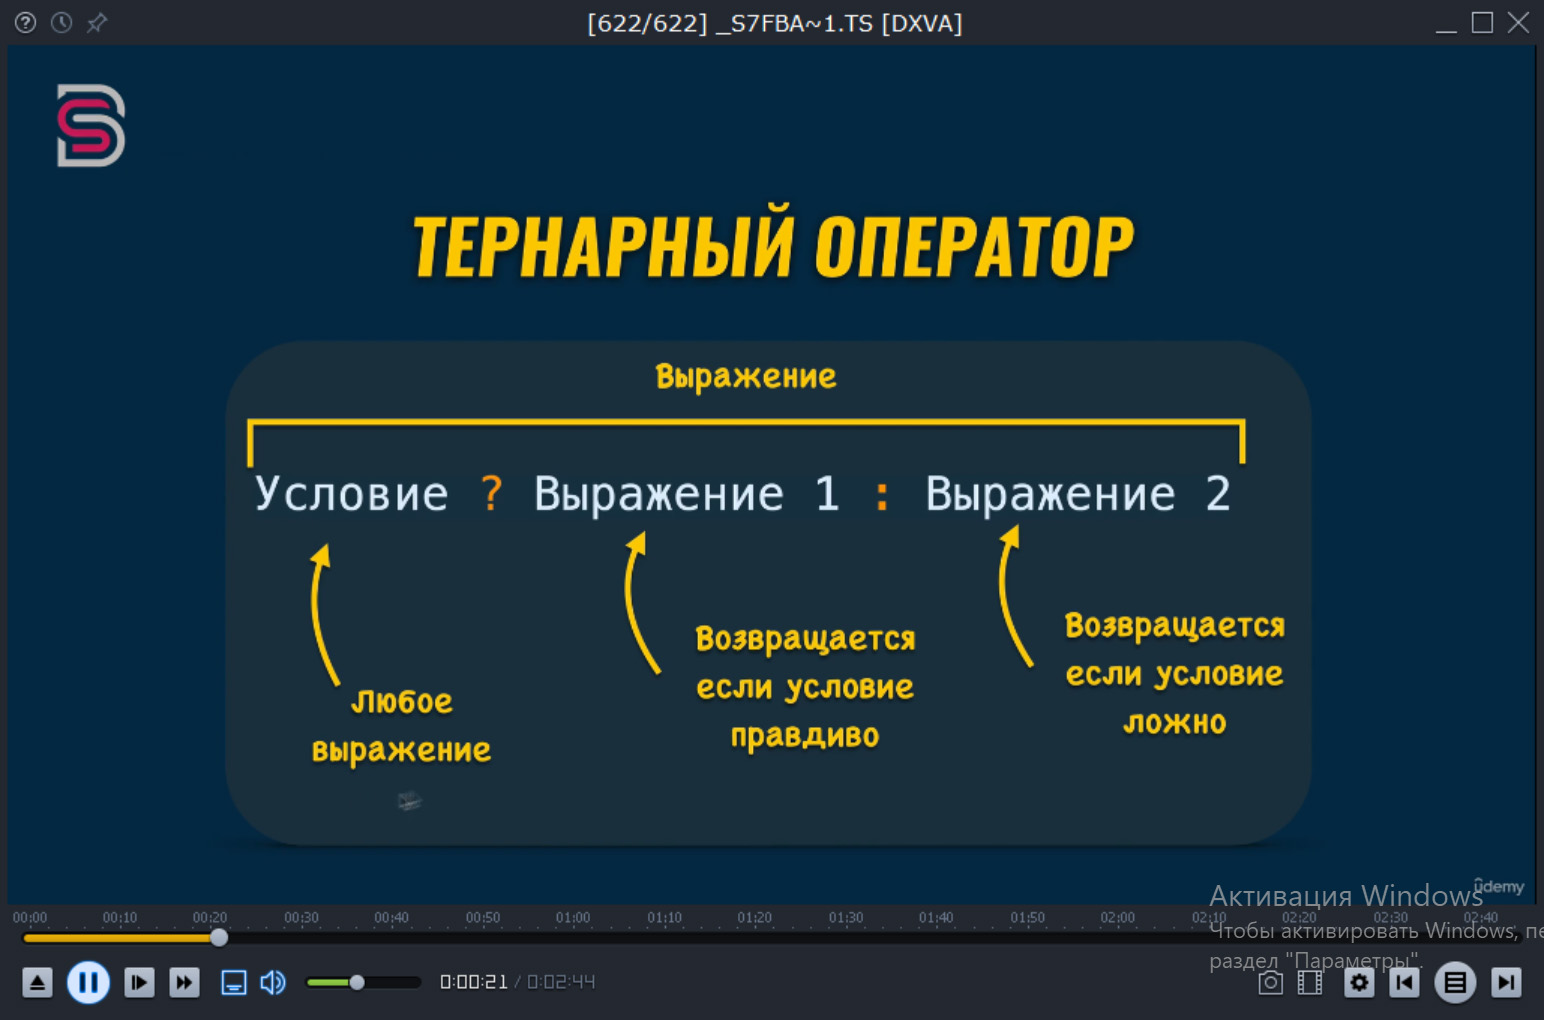 [622/622] _S7FBA~1.TS [DXVA]
ТЕРНАРНЫЙ ОПЕРАТОР
Выражение
Условие ? Выражение 1 : Выражение 2
Любое
выражение
Возвращается
если условие
правдиво
Возвращается
если условие
ложно
ûdemy
Активация Windows
Чтобы активировать Windows, пе
раздел "Параметры".
00:00 00:10 00:20 00:30 00:40 00:50 01:00 01:10 01:20 01:30 01:40 01:50 02:00 02:10 02:20 02:30 02:40
0:00:21 / 0:02:44